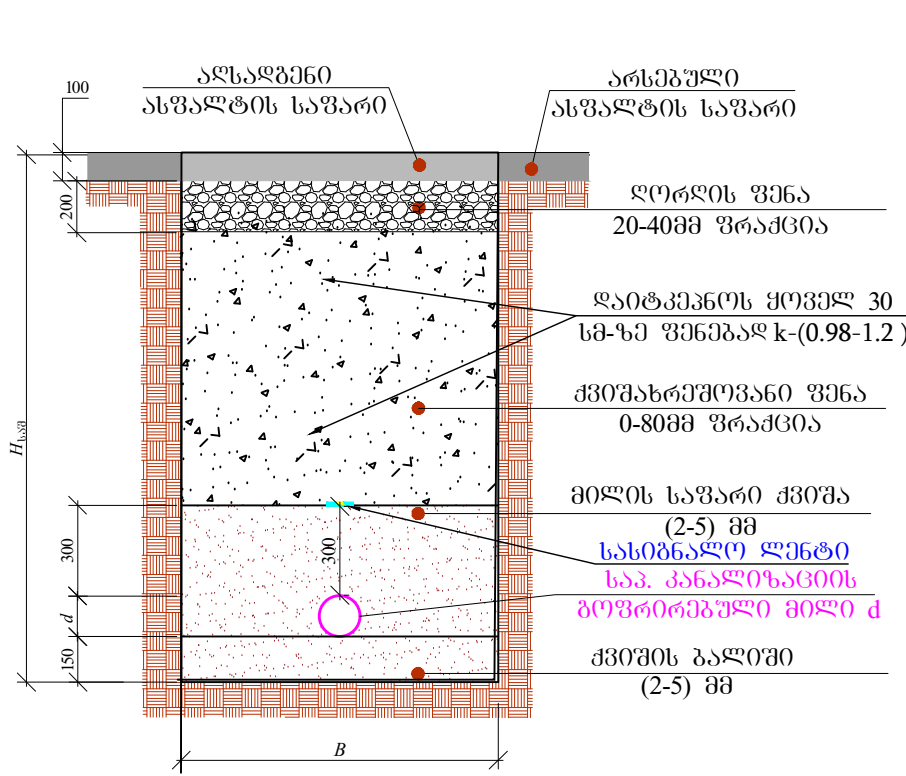 აღსადგენი
ასფალტის საფარი
არსებული
ასფალტის საფარი
100
200
ღორღის ფენა
20-40მმ ფრაქცია
დაიტკეპნოს ყოველ 30
სმ-ზე ფენებად k-(0.98-1.2 )
ქვიშახრეშოვანი ფენა
0-80მმ ფრაქცია
Hსაშ
მილის საფარი ქვიშა
(2-5) მმ
სასიგნალო ლენტი
საპ. კანალიზაციის
გოფრირებული მილი d
300
300
d
150
ქვიშის ბალიში
(2-5) მმ
B